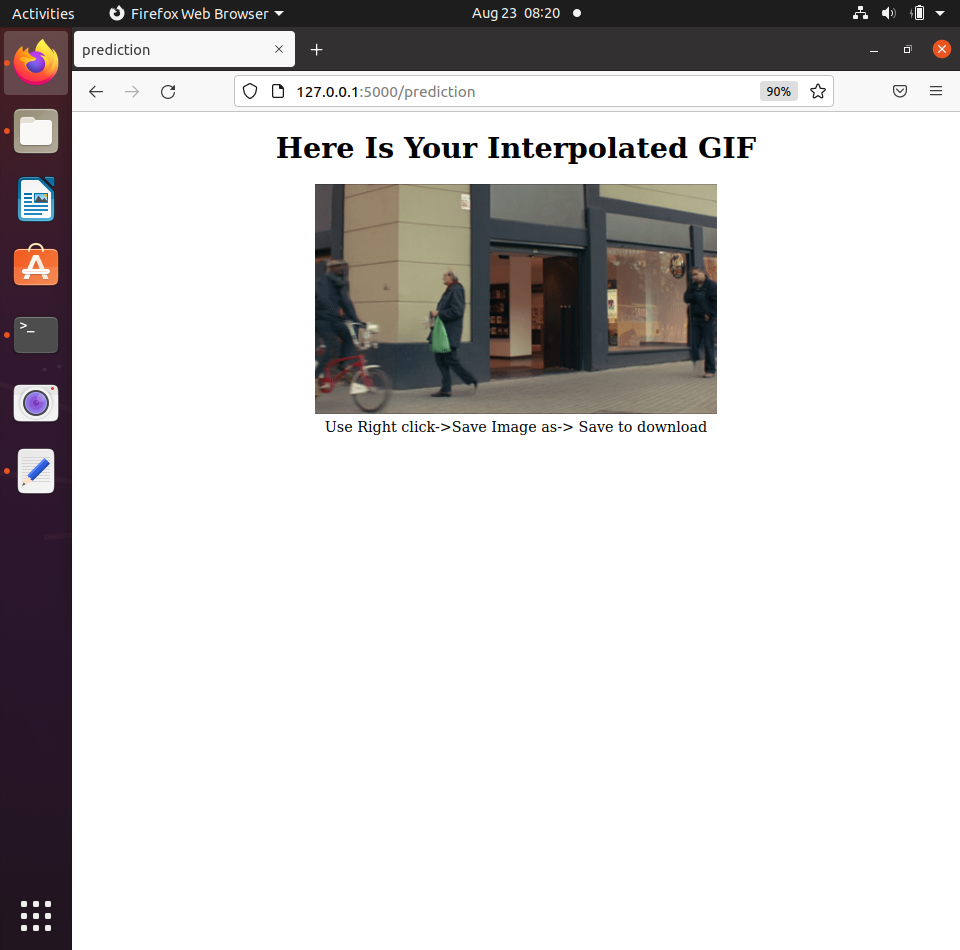 Activities
Firefox Web Browser
Aug 23 08:20
prediction
127.0.0.1:5000/prediction
90%
Here Is Your Interpolated GIF
Use Right click->Save Image as-> Save to download
>_